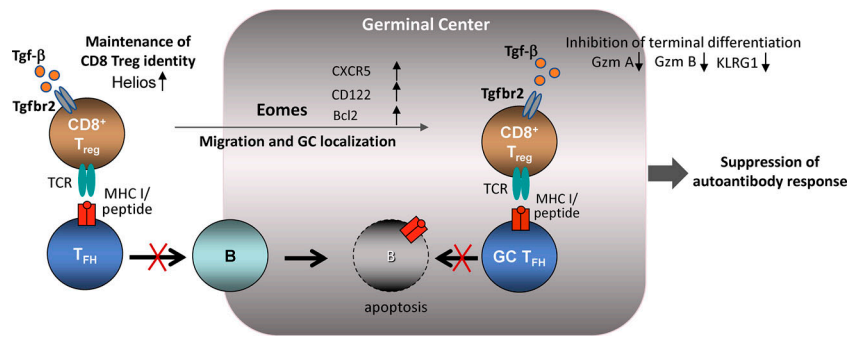 Germinal Center
Tgf-β
Maintenance of
CD8 Treg identity
Helios
Tgfbr2
CD8+
Treg
TCR
MHC I/
peptide
TFH
CXCR5
CD122
Bcl2
Eomes
Migration and GC localization
B
B
apoptosis
Tgf-β
Tgfbr2
CD8+
Treg
TCR
MHC I/
peptide
GC TFH
Inhibition of terminal differentiation
Gzm A Gzm B KLRG1
Suppression of
autoantibody response